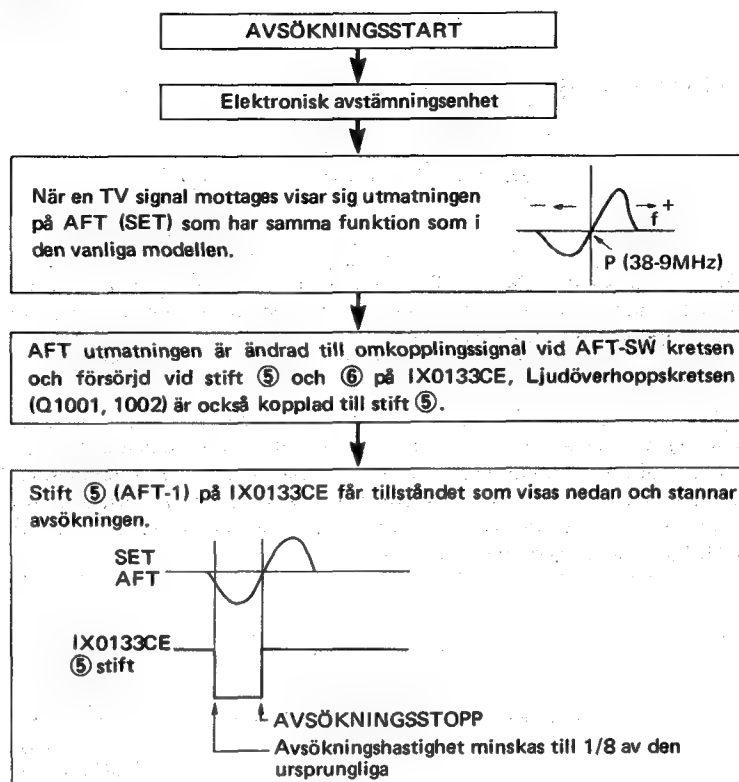 AVSÖKNINGSSTART
Elektronisk avstämningsenhet
När en TV signal mottages visar sig utmatningen
på AFT (SET) som har samma funktion som i
den vanliga modellen.
− +
f
P (38-9MHz)
AFT utmatningen är ändrad till omkopplingssignal vid AFT-SW kretsen
och försörjd vid stift ⑤ och ⑥ på IX0133CE, Ljudöverhoppskretsen
(Q1001, 1002) är också kopplad till stift ⑤.
Stift ⑤ (AFT-1) på IX0133CE får tillståndet som visas nedan och stannar
avsökningen.
SET
AFT
IX0133CE
⑤ stift
AVSÖKNINGSSTOPP
Avsökningshastighet minskas till 1/8 av den
ursprungliga